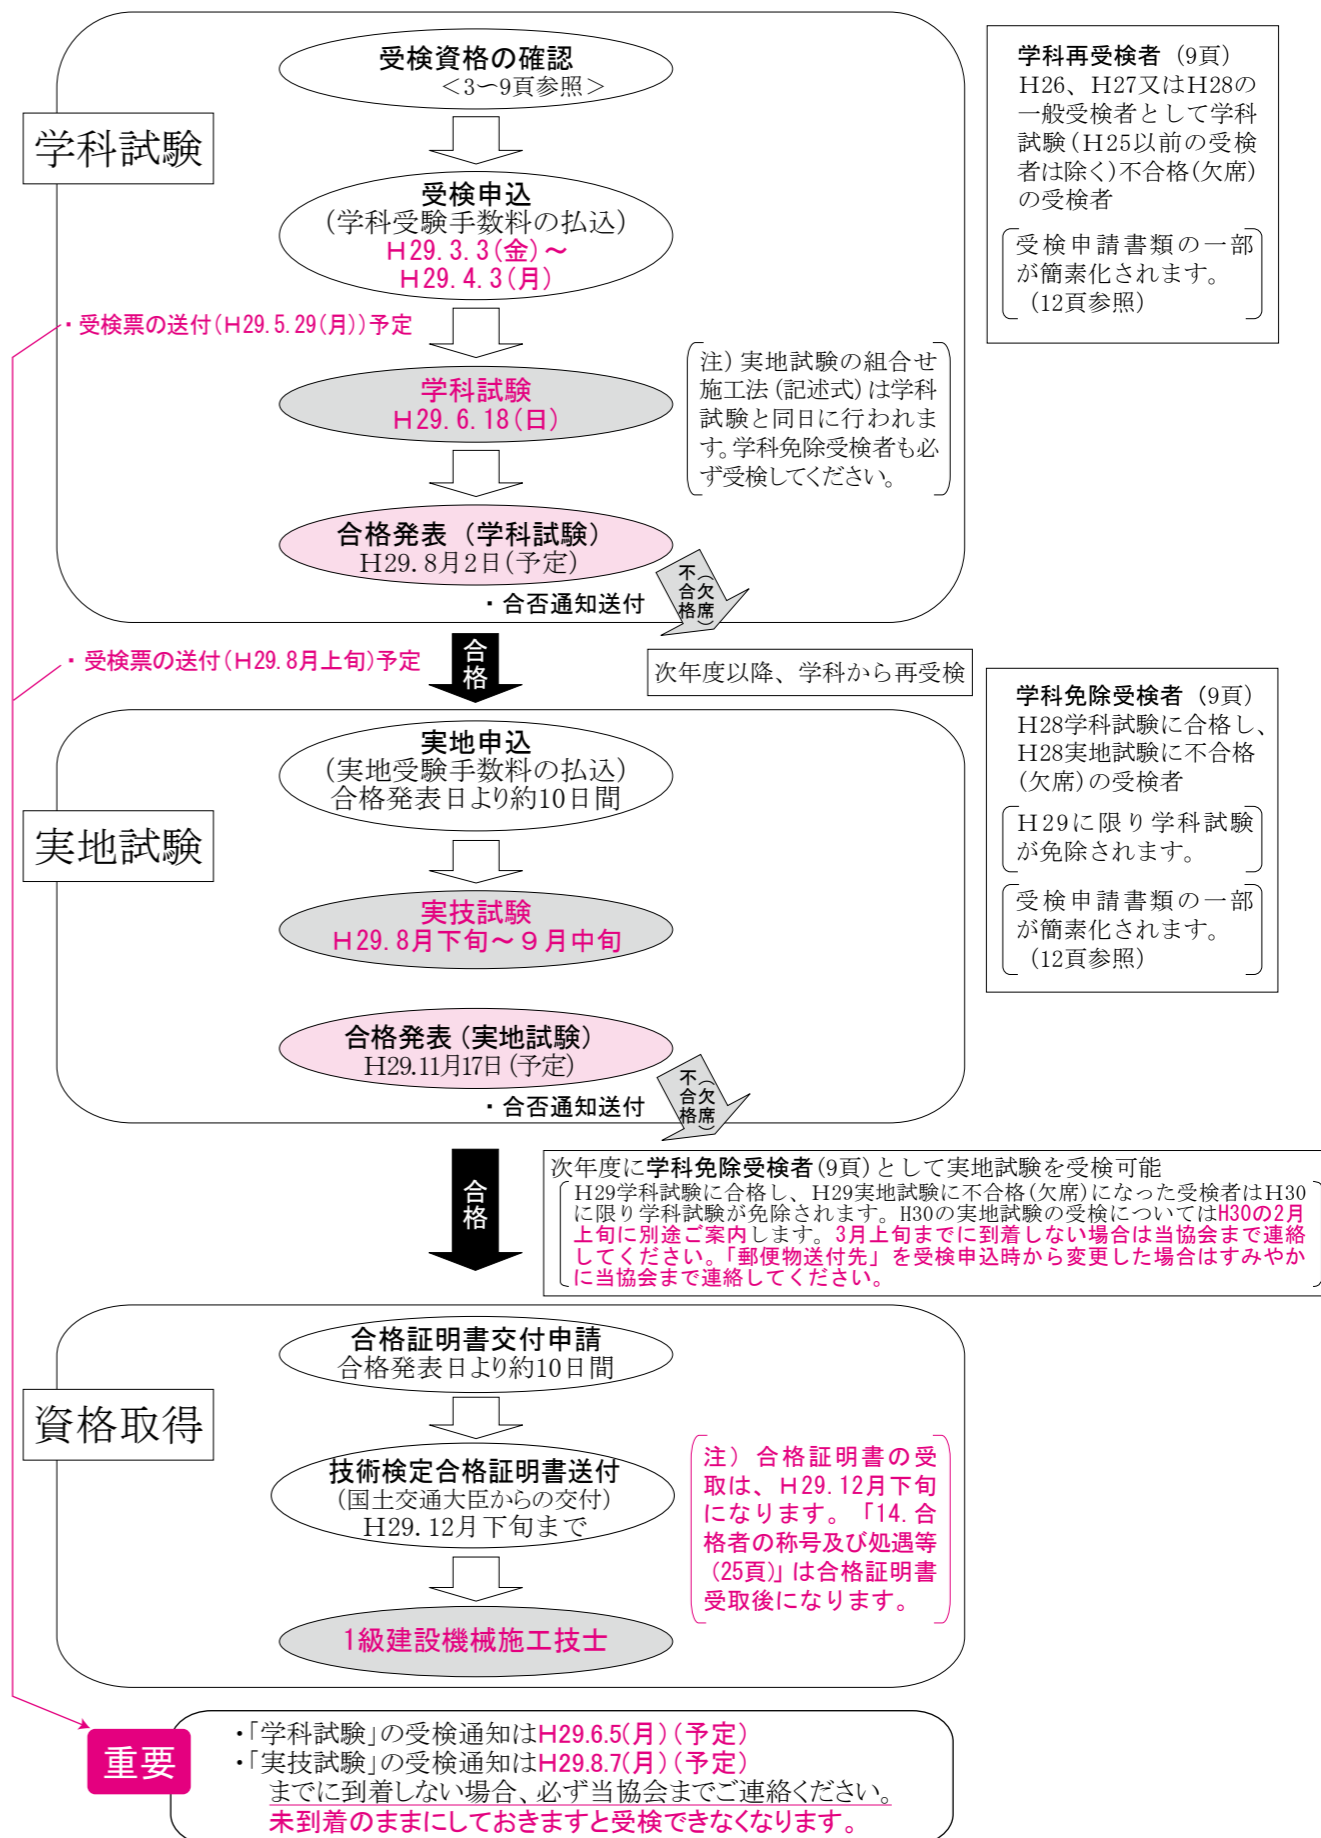 学科試験
受検資格の確認
<3〜9頁参照>
受検申込
(学科受験手数料の払込)
H29.3.3(金)〜
H29.4.3(月)
・受検票の送付(H29.5.29(月))予定
学科試験
H29.6.18(日)
注)実地試験の組合せ
施工法(記述式)は学科
試験と同日に行われま
す。学科免除受検者も必
ず受検してください。
合格発表(学科試験)
H29.8月2日(予定)
・合否通知送付
不合格
(欠席)
学科再受検者(9頁)
H26、H27又はH28の
一般受検者として学科
試験(H25以前の受検
者は除く)不合格(欠席)
の受検者
受検申請書類の一部
が簡素化されます。
(12頁参照)
・受検票の送付(H29.8月上旬)予定
合格
次年度以降、学科から再受検
実地試験
実地申込
(実地受験手数料の払込)
合格発表日より約10日間
実技試験
H29.8月下旬〜9月中旬
合格発表(実地試験)
H29.11月17日(予定)
・合否通知送付
不合格
(欠席)
学科免除受検者(9頁)
H28学科試験に合格し、
H28実地試験に不合格
(欠席)の受検者
H29に限り学科試験
が免除されます。
受検申請書類の一部
が簡素化されます。
(12頁参照)
合格
次年度に学科免除受検者(9頁)として実地試験を受検可能
H29学科試験に合格し、H29実地試験に不合格(欠席)になった受検者はH30
に限り学科試験が免除されます。H30の実地試験の受検についてはH30の2月
上旬に別途ご案内します。3月上旬までに到着しない場合は当協会まで連絡
してください。「郵便物送付先」を受検申込時から変更した場合はすみやか
に当協会まで連絡してください。
資格取得
合格証明書交付申請
合格発表日より約10日間
技術検定合格証明書送付
(国土交通大臣からの交付)
H29.12月下旬まで
1級建設機械施工技士
注)合格証明書の受
取は、H29.12月下旬
になります。「14.合
格者の称号及び処遇等
(25頁)」は合格証明書
受取後になります。
重要
・「学科試験」の受検通知はH29.6.5(月)(予定)
・「実技試験」の受検通知はH29.8.7(月)(予定)
までに到着しない場合、必ず当協会までご連絡ください。
未到着のままにしておきますと受検できなくなります。